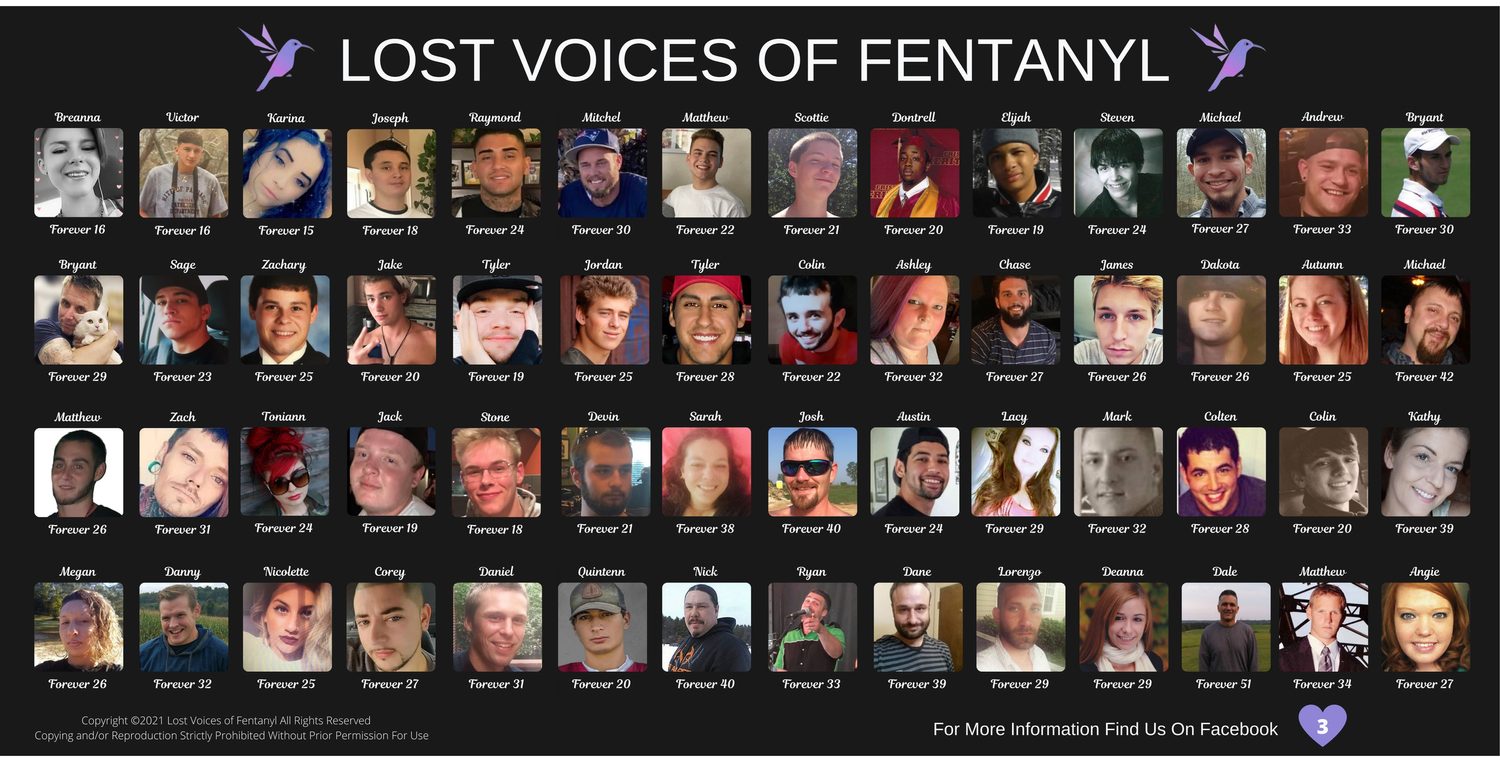 LOST VOICES OF FENTANYL
Breanna Victor Karina Joseph Raymond Mitchel Matthew Scottie Dontrell Elijah Steven Michael Andrew Bryant
Forever 16 Forever 16 Forever 15 Forever 18 Forever 24 Forever 30 Forever 22 Forever 21 Forever 20 Forever 19 Forever 24 Forever 27 Forever 33 Forever 30
Bryant Sage Zachary Jake Tyler Jordan Tyler Colin Ashley Chase James Dakota Autumn Michael
Forever 29 Forever 23 Forever 25 Forever 20 Forever 19 Forever 25 Forever 28 Forever 22 Forever 32 Forever 27 Forever 26 Forever 26 Forever 25 Forever 42
Matthew Zach Toniann Jack Stone Devin Sarah Josh Austin Lacy Mark Colten Colin Kathy
Forever 26 Forever 31 Forever 24 Forever 19 Forever 18 Forever 21 Forever 38 Forever 40 Forever 24 Forever 29 Forever 32 Forever 28 Forever 20 Forever 39
Megan Danny Nicolette Corey Daniel Quintenn Nick Ryan Dane Lorenzo Deanna Dale Matthew Angie
Forever 26 Forever 32 Forever 25 Forever 27 Forever 31 Forever 20 Forever 40 Forever 33 Forever 39 Forever 29 Forever 29 Forever 51 Forever 34 Forever 27
Copyright ©2021 Lost Voices of Fentanyl All Rights Reserved
Copying and/or Reproduction Strictly Prohibited Without Prior Permission For Use
For More Information Find Us On Facebook
3